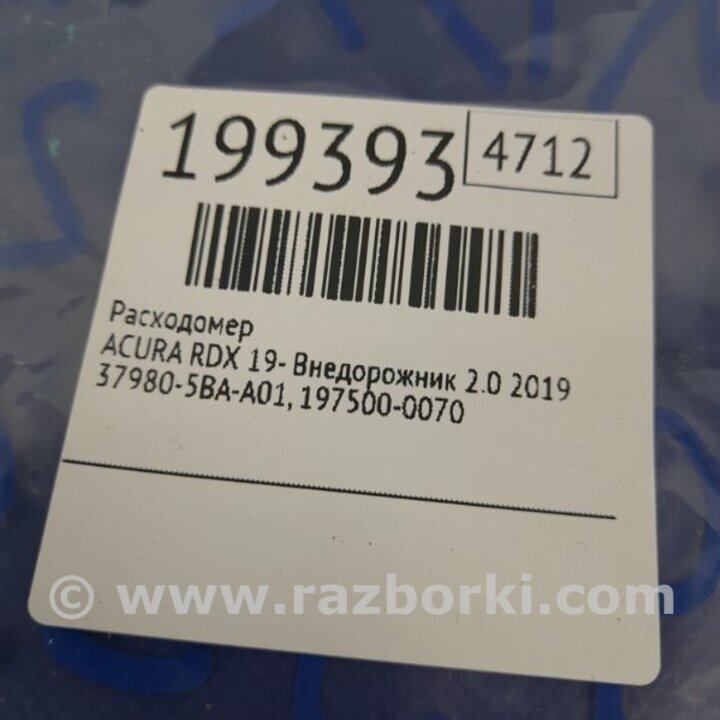 199393 4712
Расходомер
ACURA RDX 19- Внедорожник 2.0 2019
37980-5BA-A01, 197500-0070
© www.razborki.com